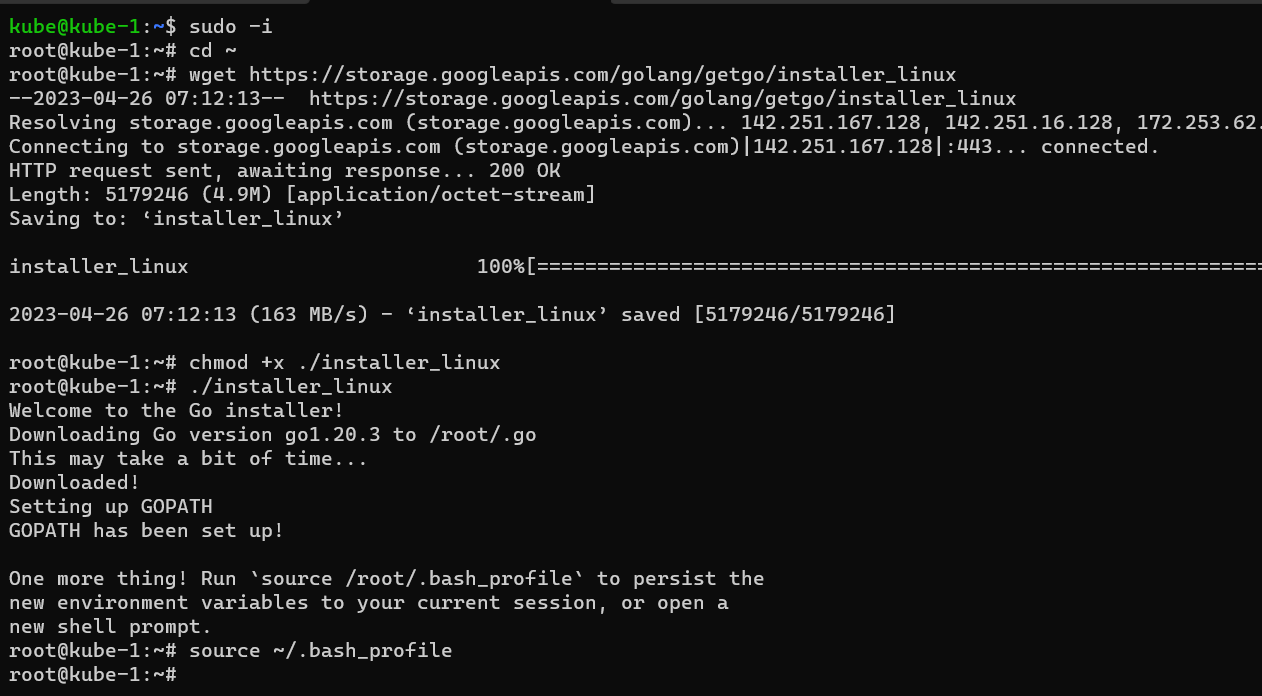 kube@kube-1:~$ sudo -i
root@kube-1:~# cd ~
root@kube-1:~# wget https://storage.googleapis.com/golang/getgo/installer_linux
--2023-04-26 07:12:13--  https://storage.googleapis.com/golang/getgo/installer_linux
Resolving storage.googleapis.com (storage.googleapis.com)... 142.251.167.128, 142.251.16.128, 172.253.62.
Connecting to storage.googleapis.com (storage.googleapis.com)|142.251.167.128|:443... connected.
HTTP request sent, awaiting response... 200 OK
Length: 5179246 (4.9M) [application/octet-stream]
Saving to: ‘installer_linux’
installer_linux                        100%[=============================================================
2023-04-26 07:12:13 (163 MB/s) - ‘installer_linux’ saved [5179246/5179246]
root@kube-1:~# chmod +x ./installer_linux
root@kube-1:~# ./installer_linux
Welcome to the Go installer!
Downloading Go version go1.20.3 to /root/.go
This may take a bit of time...
Downloaded!
Setting up GOPATH
GOPATH has been set up!
One more thing! Run `source /root/.bash_profile` to persist the
new environment variables to your current session, or open a
new shell prompt.
root@kube-1:~# source ~/.bash_profile
root@kube-1:~#